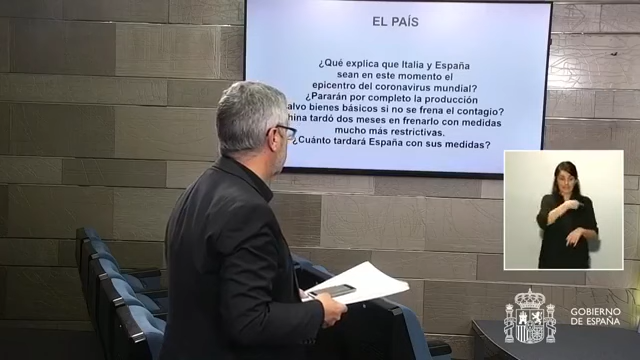 EL PAÍS
¿Qué explica que Italia y España
sean en este momento el
epicentro del coronavirus mundial?
¿Pararán por completo la producción
alvo bienes básicos si no se frena el contagio?
hina tardó dos meses en frenarlo con medidas
mucho más restrictivas.
¿Cuánto tardará España con sus medidas?
GOBIERNO
DE ESPAÑA